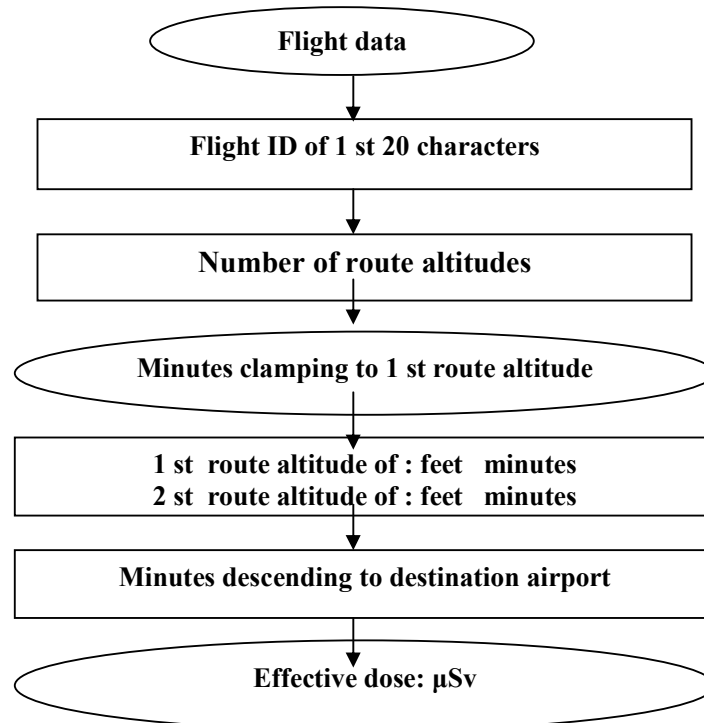 Flight data
Flight ID of 1 st 20 characters
Number of route altitudes
Minutes clamping to 1 st route altitude
1 st route altitude of : feet minutes
2 st route altitude of : feet minutes
Minutes descending to destination airport
Effective dose: µSv